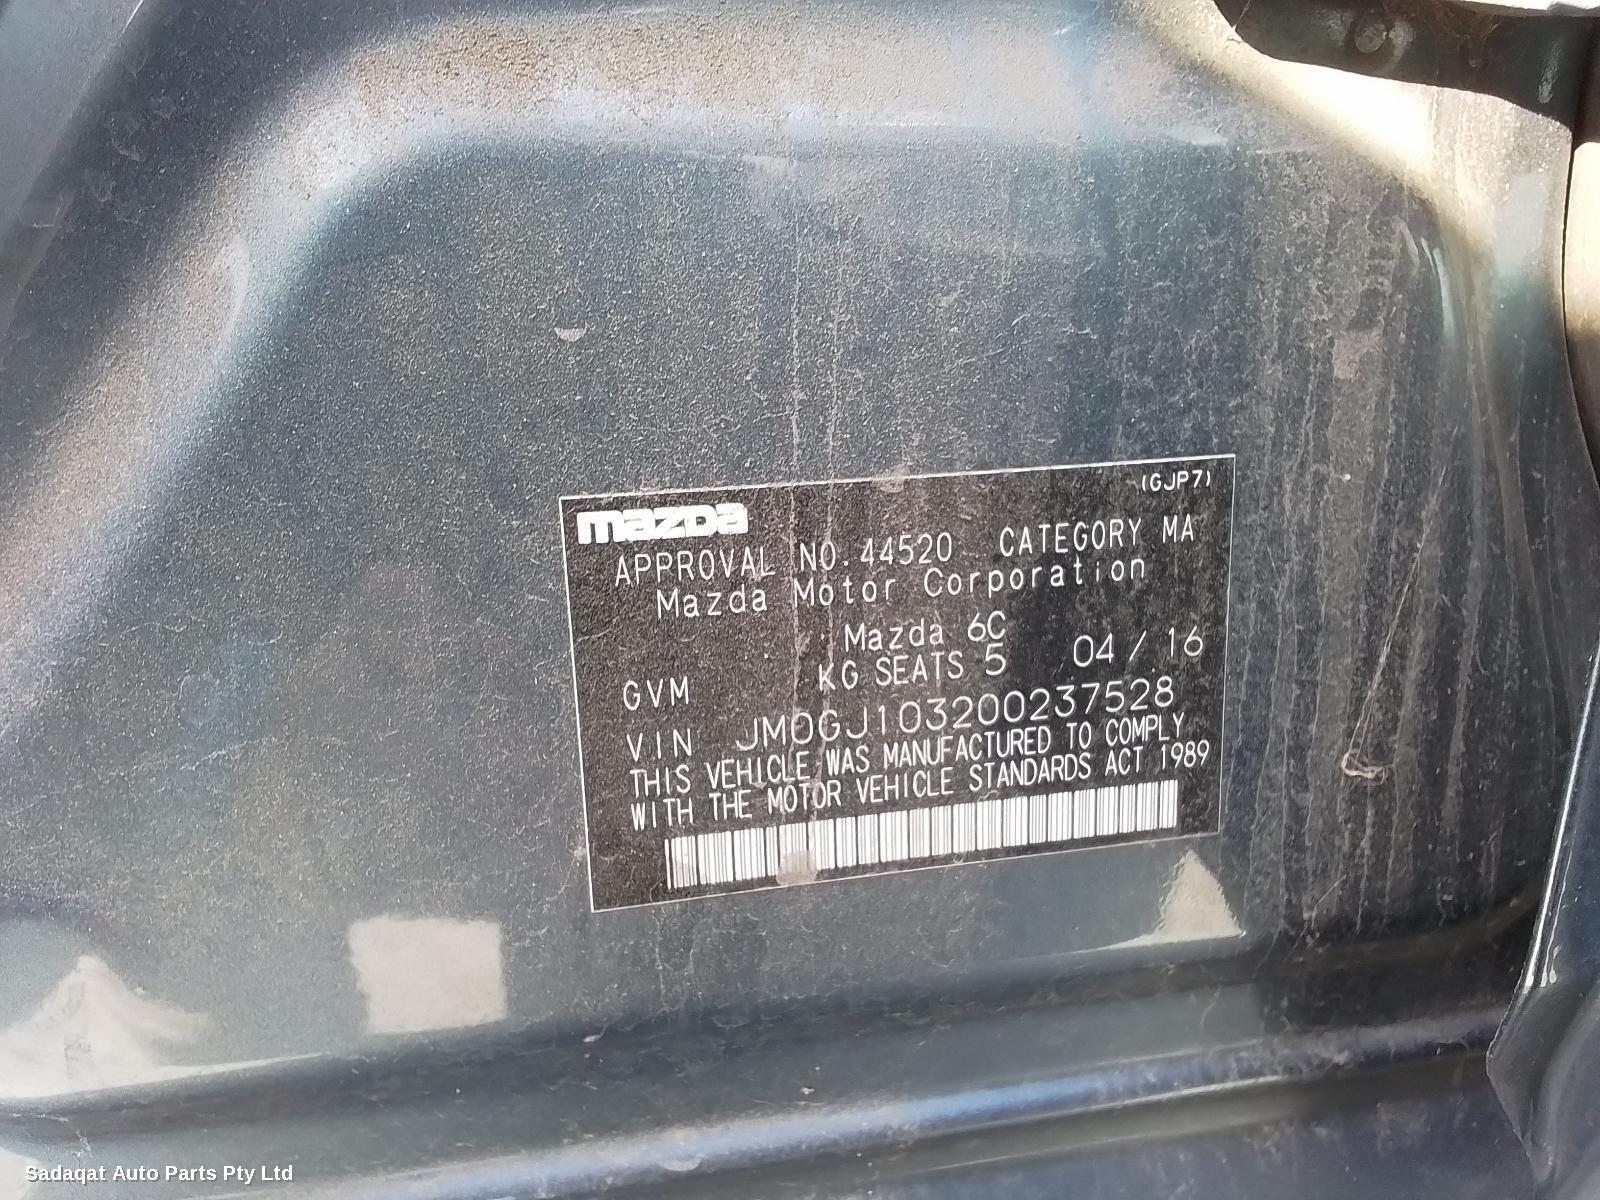 (GJP7)
mazda
APPROVAL NO. 44520 CATEGORY MA
Mazda Motor Corporation
Mazda 6C
GVM KG SEATS 5 04 / 16
VIN JM0GJ103200237528
THIS VEHICLE WAS MANUFACTURED TO COMPLY
WITH THE MOTOR VEHICLE STANDARDS ACT 1989
Sadaqat Auto Parts Pty Ltd